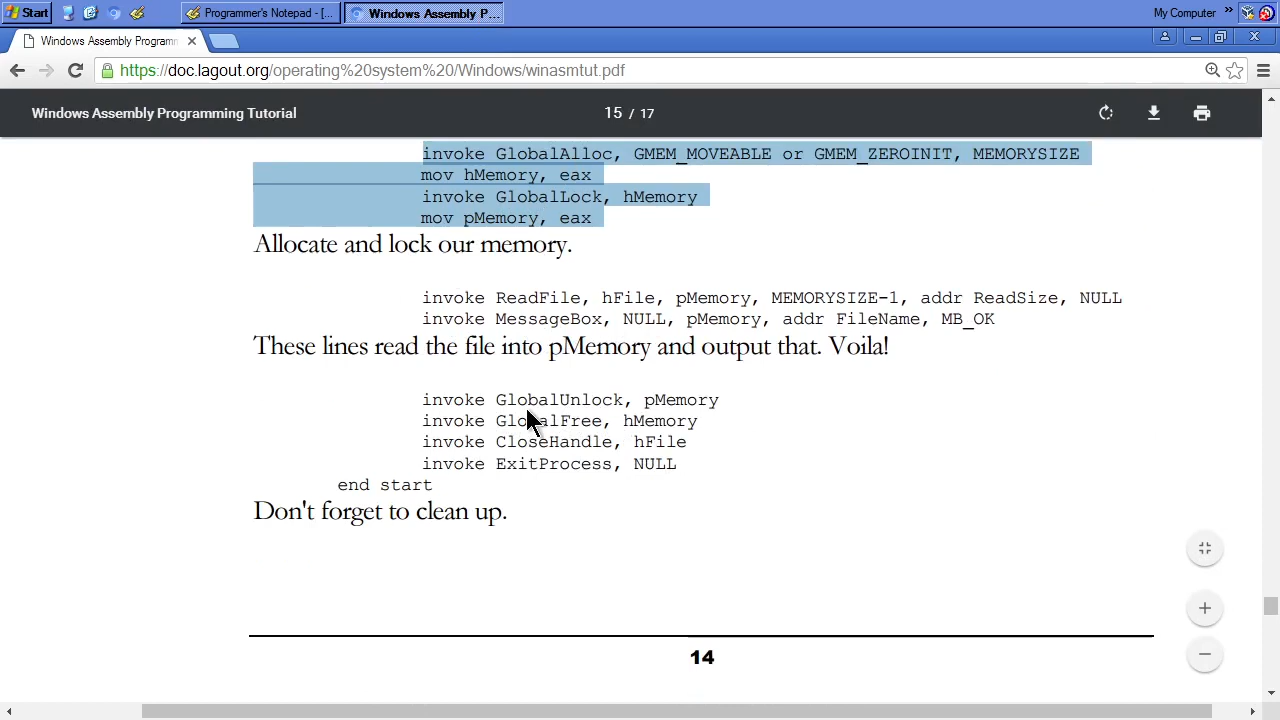 Start
Programmer's Notepad - [...
Windows Assembly P...
My Computer
»
Windows Assembly Programm
https://doc.lagout.org/operating%20system%20/Windows/winasmtut.pdf
Windows Assembly Programming Tutorial
15 / 17
invoke GlobalAlloc, GMEM_MOVEABLE or GMEM_ZEROINIT, MEMORYSIZE
mov hMemory, eax
invoke GlobalLock, hMemory
mov pMemory, eax
Allocate and lock our memory.
invoke ReadFile, hFile, pMemory, MEMORYSIZE-1, addr ReadSize, NULL
invoke MessageBox, NULL, pMemory, addr FileName, MB_OK
These lines read the file into pMemory and output that. Voila!
invoke GlobalUnlock, pMemory
invoke GlobalFree, hMemory
invoke CloseHandle, hFile
invoke ExitProcess, NULL
end start
Don't forget to clean up.
14